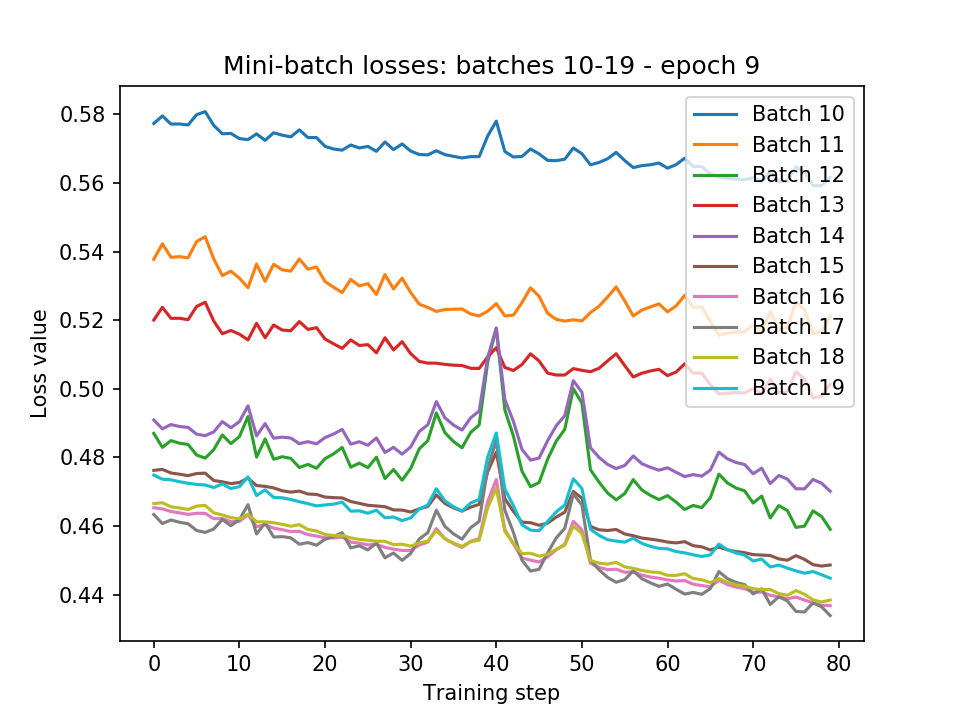 Mini-batch losses: batches 10-19 - epoch 9
Loss value
0.58
0.56
0.54
0.52
0.50
0.48
0.46
0.44
Batch 10
Batch 11
Batch 12
Batch 13
Batch 14
Batch 15
Batch 16
Batch 17
Batch 18
Batch 19
0 10 20 30 40 50 60 70 80
Training step